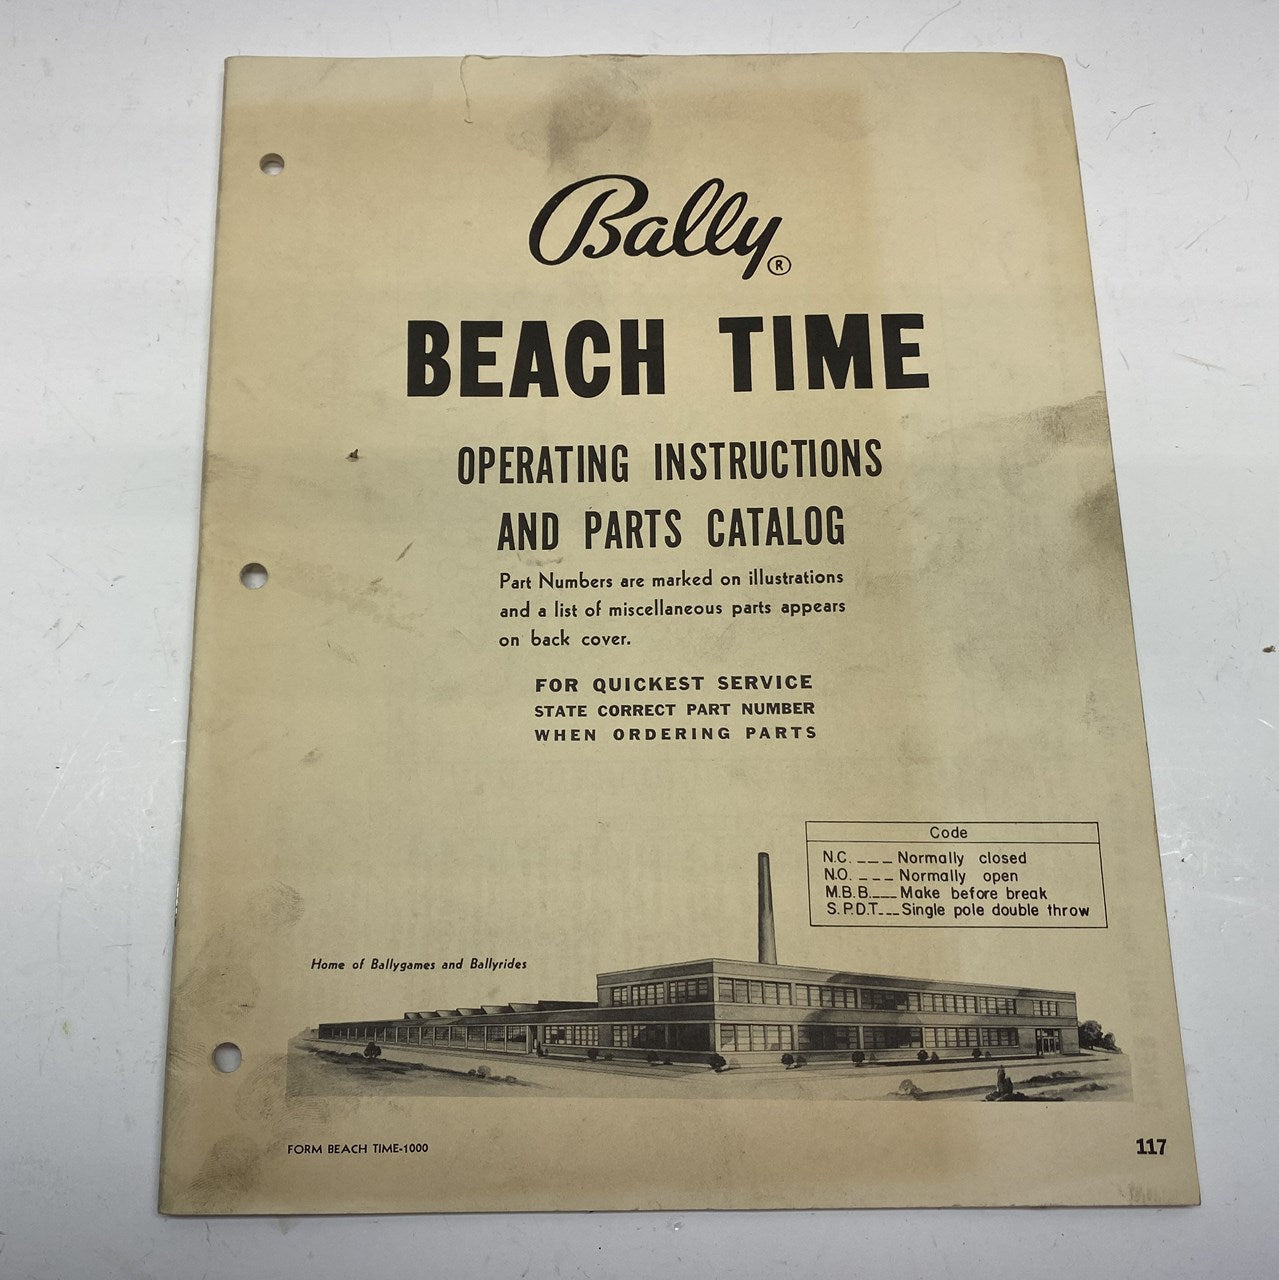 Bally®
BEACH TIME
OPERATING INSTRUCTIONS
AND PARTS CATALOG
Part Numbers are marked on illustrations
and a list of miscellaneous parts appears
on back cover.
FOR QUICKEST SERVICE
STATE CORRECT PART NUMBER
WHEN ORDERING PARTS
Code
N.C. ___ Normally closed
N.O. ___ Normally open
M.B.B.___ Make before break
S.P.D.T___ Single pole double throw
Home of Ballygames and Ballyrides
FORM BEACH TIME-1000
117